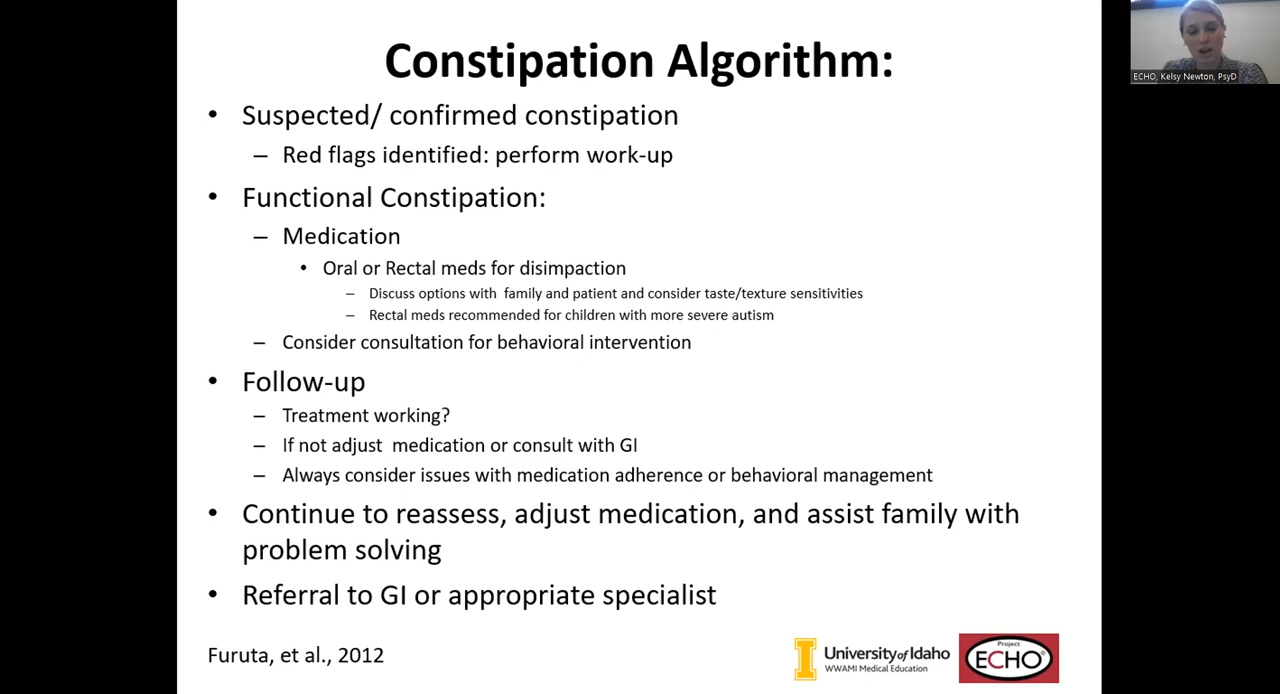 Constipation Algorithm:
• Suspected/ confirmed constipation
– Red flags identified: perform work-up
• Functional Constipation:
– Medication
• Oral or Rectal meds for disimpaction
– Discuss options with family and patient and consider taste/texture sensitivities
– Rectal meds recommended for children with more severe autism
– Consider consultation for behavioral intervention
• Follow-up
– Treatment working?
– If not adjust medication or consult with GI
– Always consider issues with medication adherence or behavioral management
• Continue to reassess, adjust medication, and assist family with
problem solving
• Referral to GI or appropriate specialist
Furuta, et al., 2012
I University of Idaho
WWAMI Medical Education
Project
ECHO®
ECHO, Kelsy Newton, PsyD